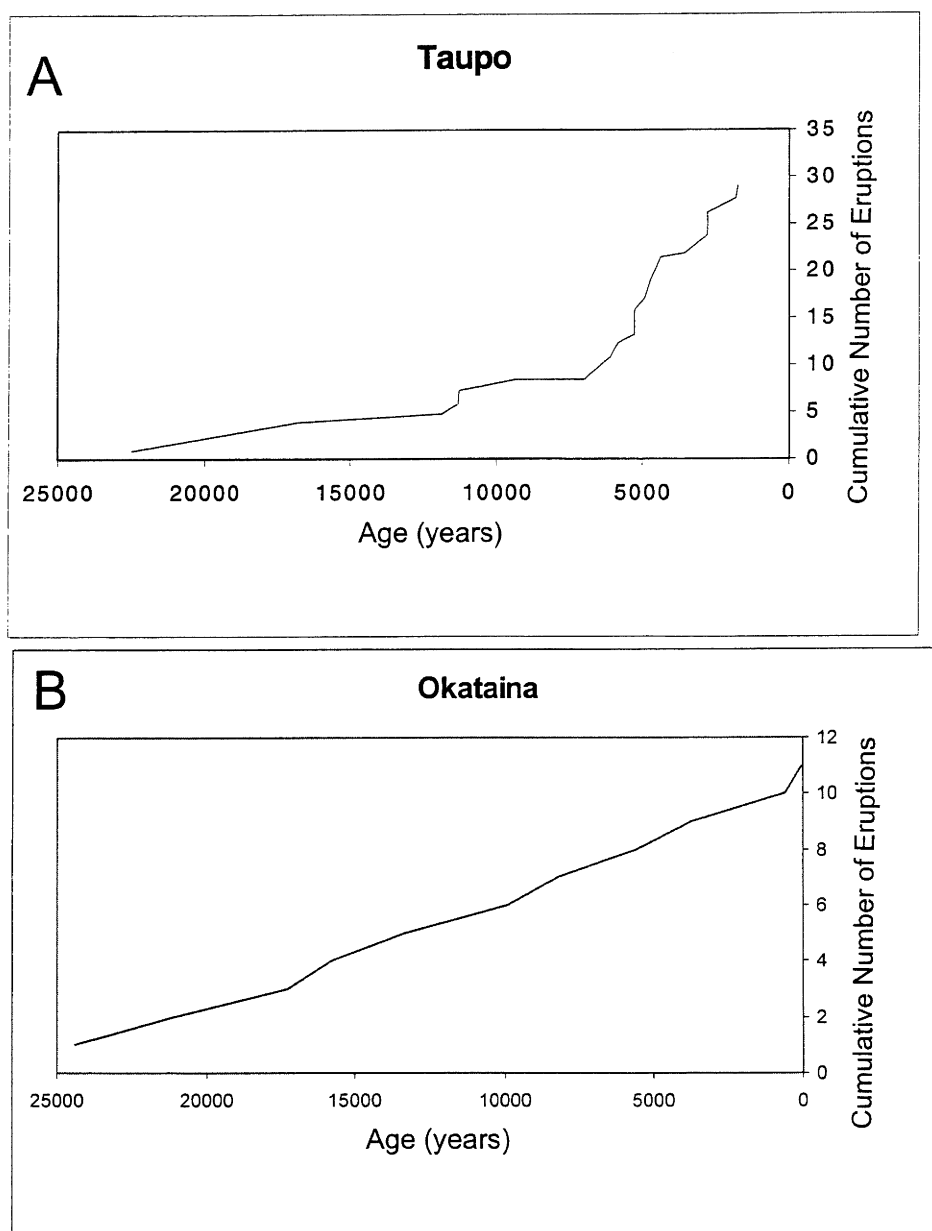 A
Taupo
35
30
25
20
15
10
5
0
Cumulative Number of Eruptions
25000 20000 15000 10000 5000 0
Age (years)
B
Okataina
12
10
8
6
4
2
0
Cumulative Number of Eruptions
25000 20000 15000 10000 5000 0
Age (years)